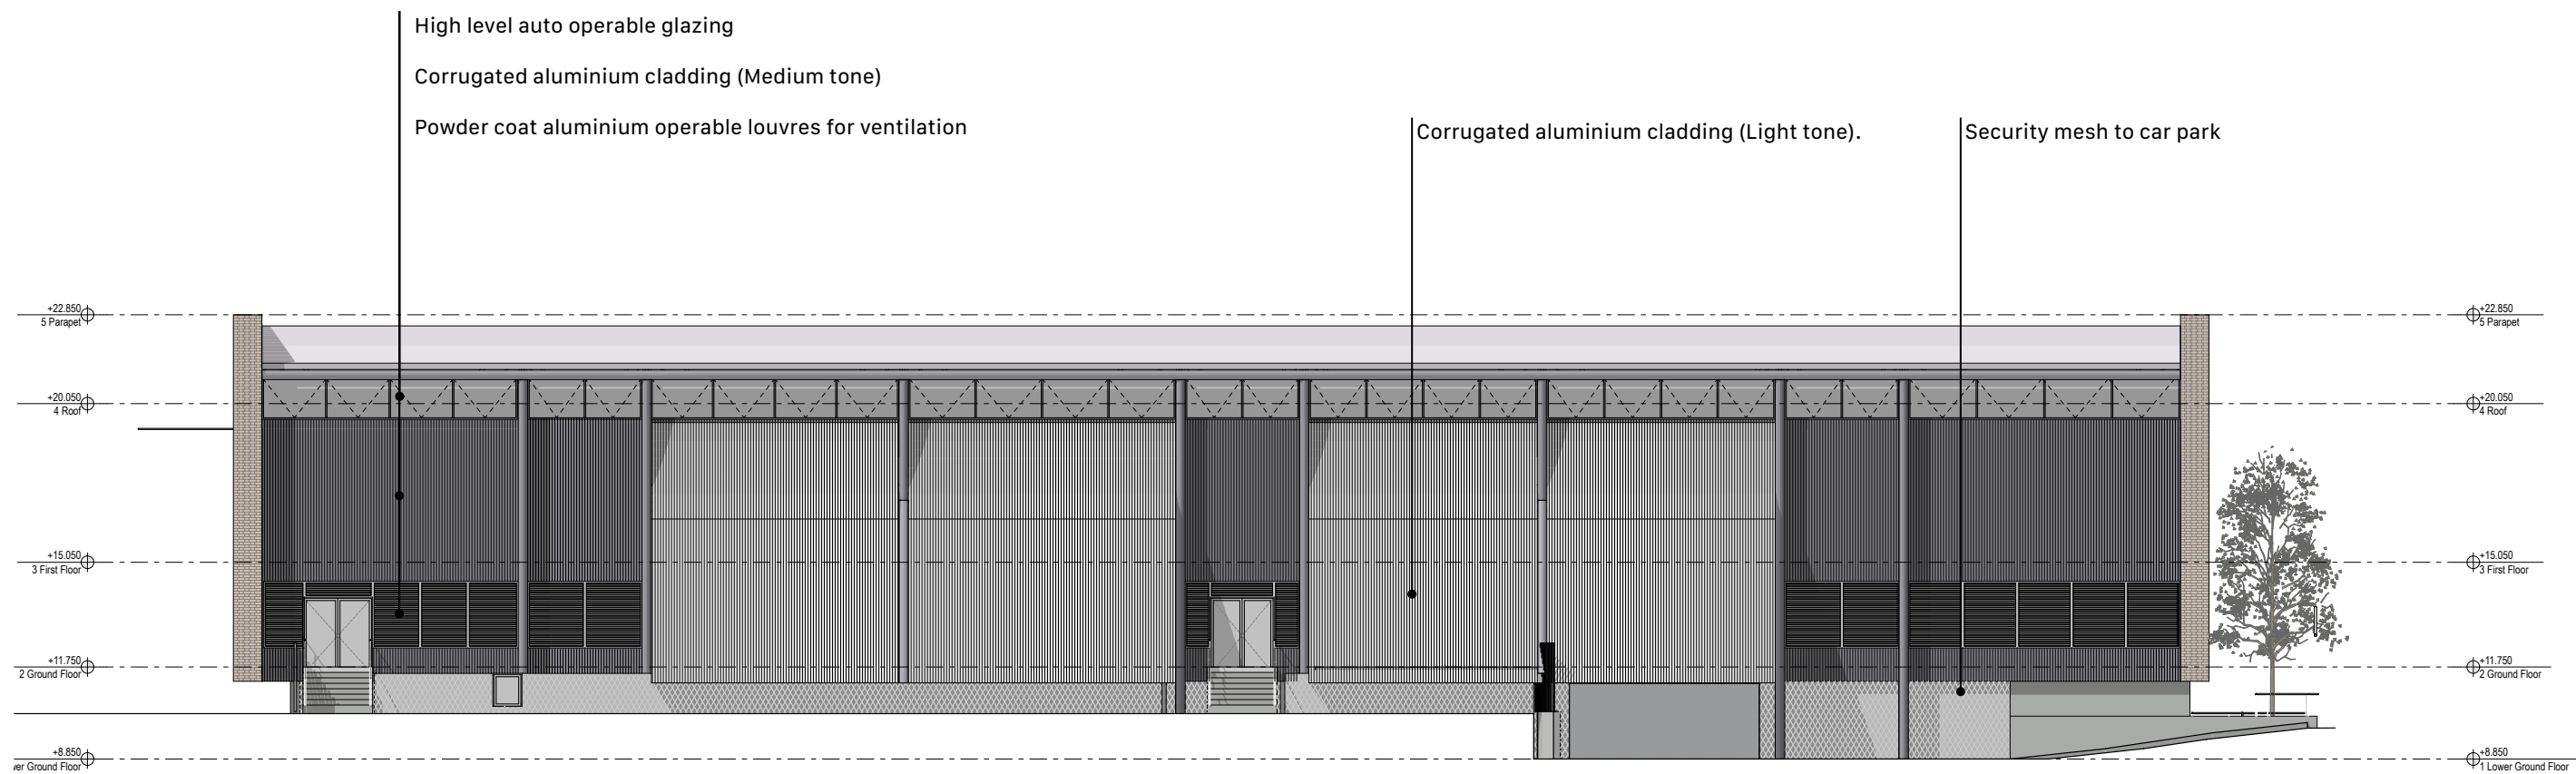 High level auto operable glazing
Corrugated aluminium cladding (Medium tone)
Powder coat aluminium operable louvres for ventilation
Corrugated aluminium cladding (Light tone).
Security mesh to car park
+22.850
5 Parapet
+22.850
5 Parapet
+20.050
4 Roof
+20.050
4 Roof
+15.050
3 First Floor
+15.050
3 First Floor
+11.750
2 Ground Floor
+11.750
2 Ground Floor
+8.850
er Ground Floor
+8.850
1 Lower Ground Floor